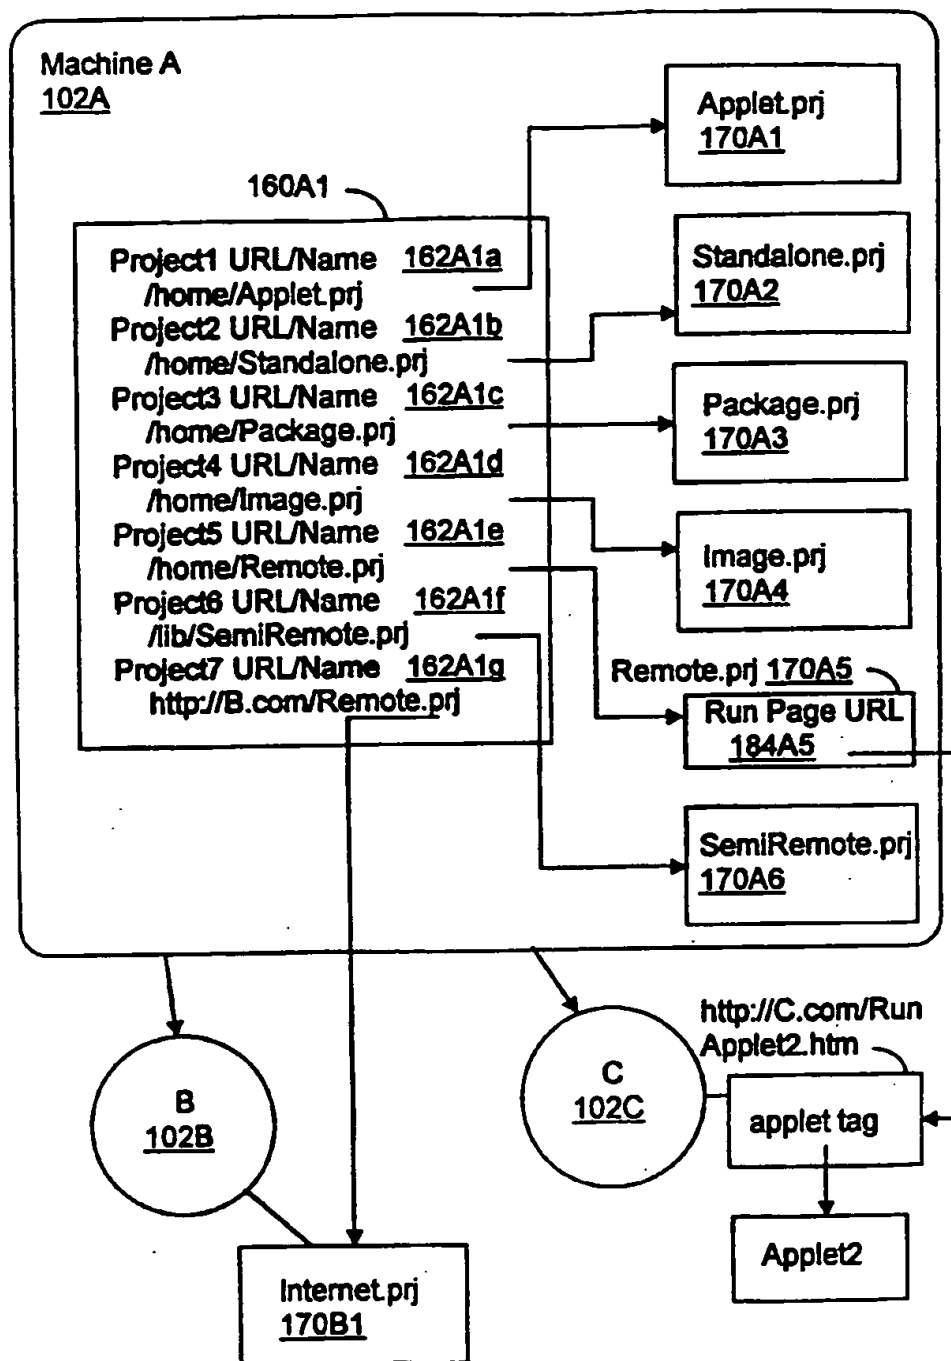 Machine A
102A
160A1
Project1 URL/Name 162A1a
/home/Applet.prj
Project2 URL/Name 162A1b
/home/Standalone.prj
Project3 URL/Name 162A1c
/home/Package.prj
Project4 URL/Name 162A1d
/home/Image.prj
Project5 URL/Name 162A1e
/home/Remote.prj
Project6 URL/Name 162A1f
/lib/SemiRemote.prj
Project7 URL/Name 162A1g
http://B.com/Remote.prj
Applet.prj
170A1
Standalone.prj
170A2
Package.prj
170A3
Image.prj
170A4
Remote.prj 170A5
Run Page URL
184A5
SemiRemote.prj
170A6
B
102B
C
102C
http://C.com/Run
Applet2.htm
applet tag
Applet2
Internet.prj
170B1